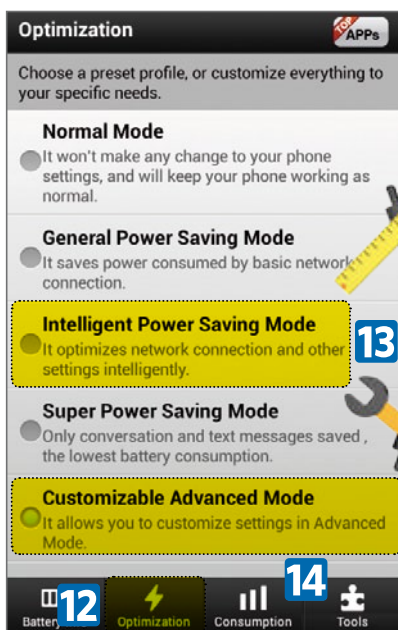 Optimization
TOP
APPs
Choose a preset profile, or customize everything to
your specific needs.
Normal Mode
It won't make any change to your phone
settings, and will keep your phone working as
normal.
General Power Saving Mode
It saves power consumed by basic network
connection.
Intelligent Power Saving Mode
It optimizes network connection and other
settings intelligently.
13
Super Power Saving Mode
Only conversation and text messages saved ,
the lowest battery consumption.
Customizable Advanced Mode
It allows you to customize settings in Advanced
Mode.
12
14
Battery
Optimization
Consumption
Tools